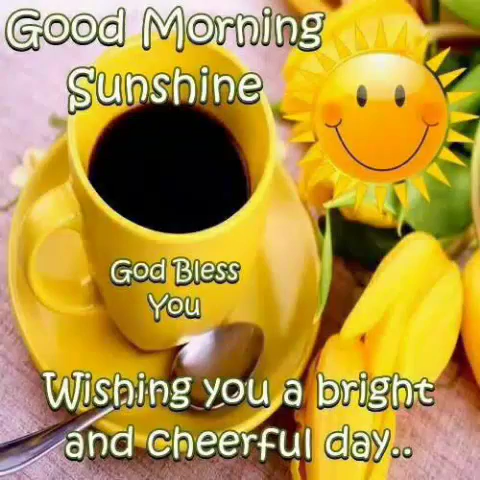 Good Morning
Sunshine
God Bless
You
Wishing you a bright
and cheerful day..